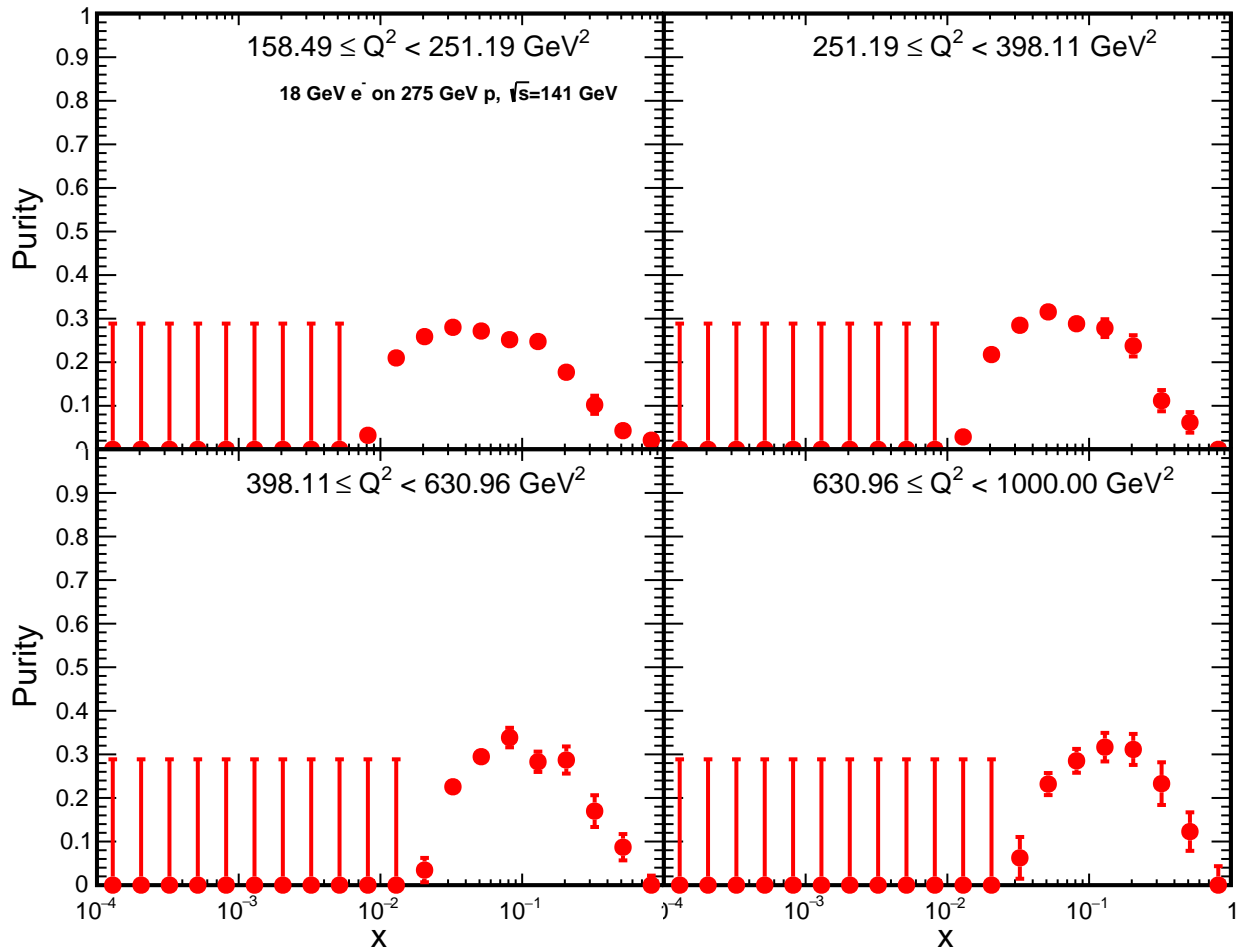 158.49 ≤ Q² < 251.19 GeV²
18 GeV e⁻ on 275 GeV p, √s=141 GeV
251.19 ≤ Q² < 398.11 GeV²
1
0.9
0.8
0.7
0.6
0.5
0.4
0.3
0.2
0.1
0
Purity
398.11 ≤ Q² < 630.96 GeV²
630.96 ≤ Q² < 1000.00 GeV²
0.9
0.8
0.7
0.6
0.5
0.4
0.3
0.2
0.1
0
Purity
10⁻⁴ 10⁻³ 10⁻² 10⁻¹
10⁻³ 10⁻² 10⁻¹ 1
x
x